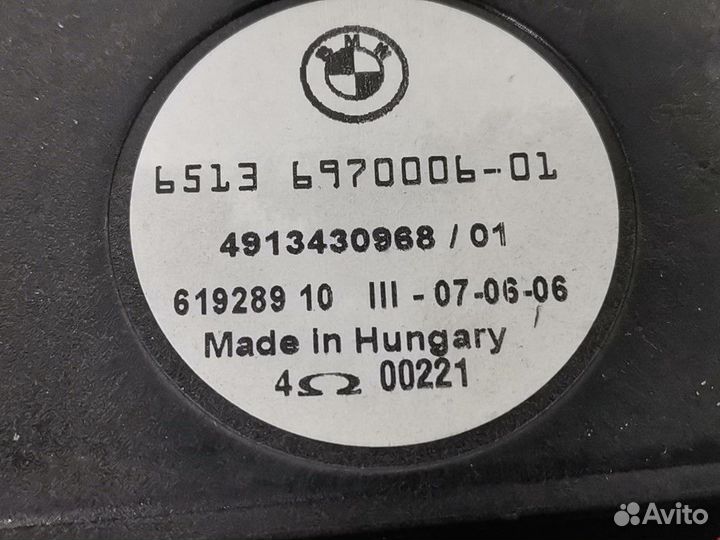 BMW
6513 6970006-01
4913430968 / 01
619289 10 III - 07-06-06
Made in Hungary
4Ω 00221
Avito